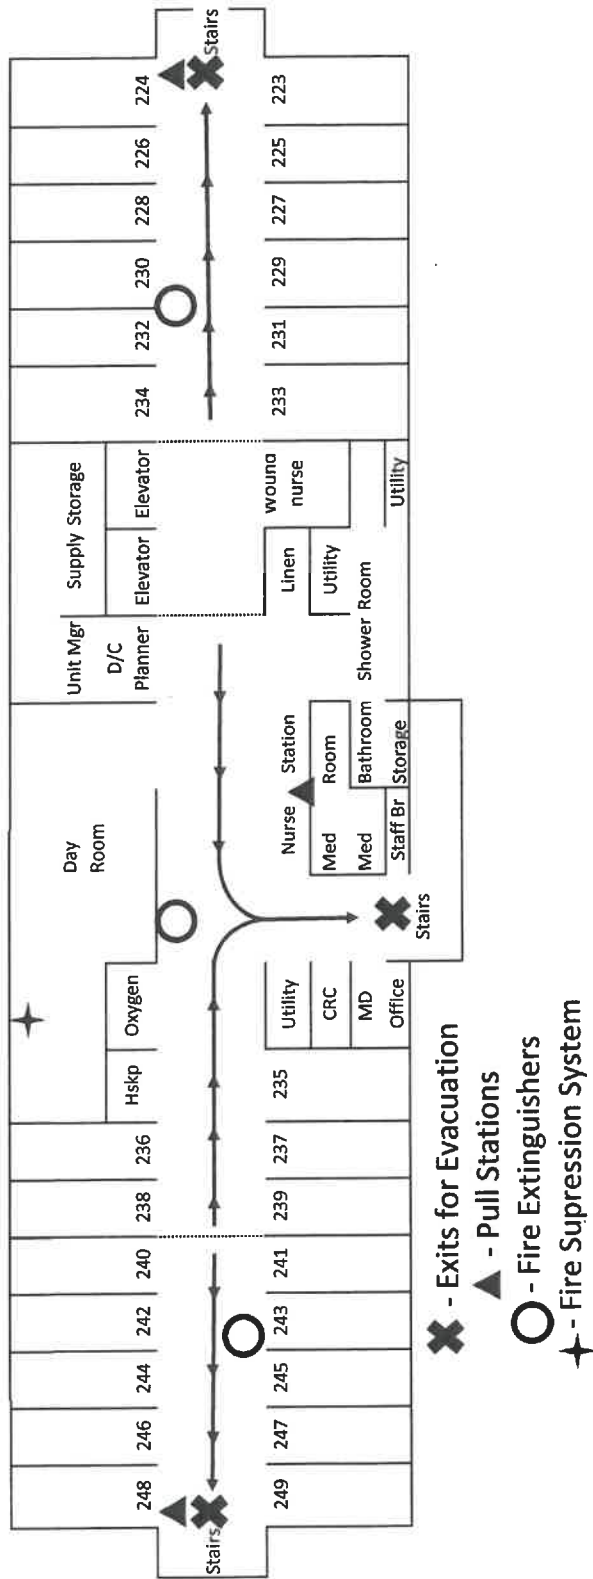 Stairs
248
246
244
242
240
238
236
Hskp
Oxygen
Day
Room
Unit Mgr
D/C
Planner
Supply Storage
Elevator
Elevator
234
232
230
228
226
224
Stairs
249
247
245
243
241
239
237
235
Utility
CRC
MD
Office
Stairs
Nurse Station
Med Room
Med
Bathroom
Staff Br
Storage
Shower Room
Linen
Utility
wound
nurse
Utility
233
231
229
227
225
223
- Exits for Evacuation
- Pull Stations
- Fire Extinguishers
- Fire Supression System